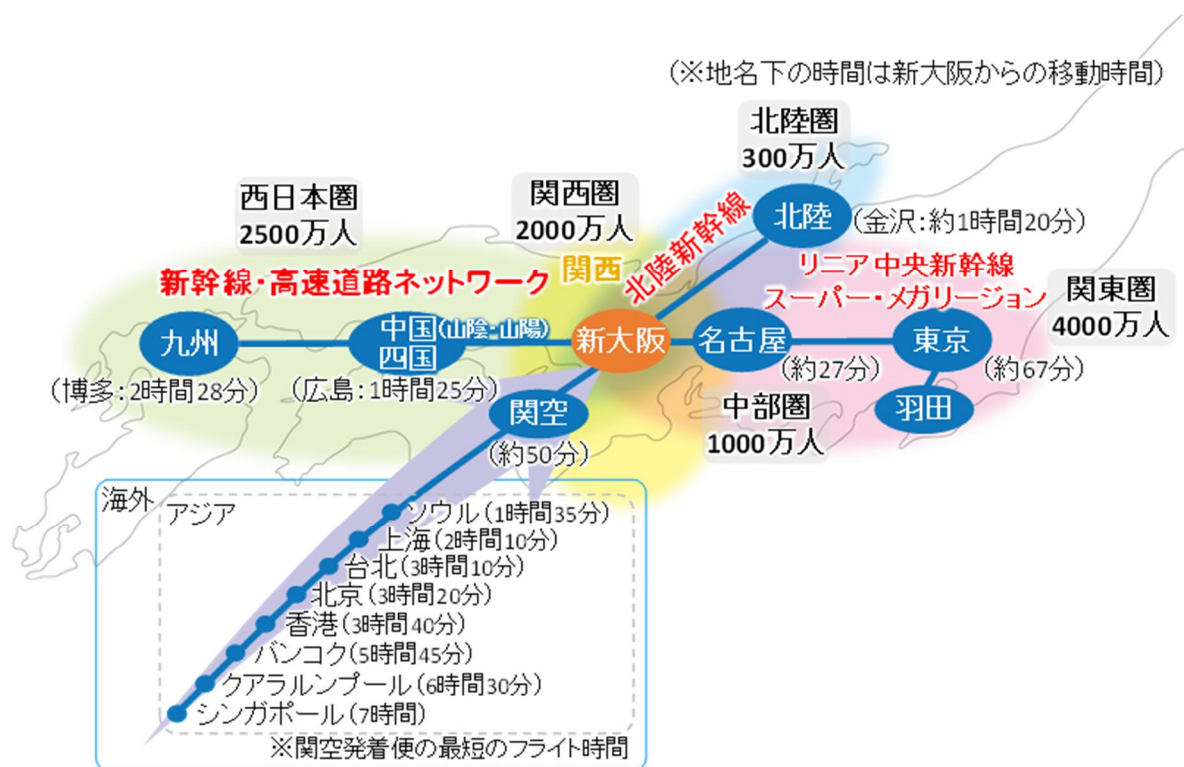 (※地名下の時間は新大阪からの移動時間)
北陸圏
300万人
西日本圏
2500万人
関西圏
2000万人
北陸
(金沢:約1時間20分)
北陸新幹線
関西
新幹線・高速道路ネットワーク
リニア中央新幹線
スーパー・メガリージョン
関東圏
4000万人
九州
(博多:2時間28分)
中国(山陰・山陽)
四国
(広島:1時間25分)
新大阪
名古屋
(約27分)
東京
(約67分)
羽田
中部圏
1000万人
関空
(約50分)
海外
アジア
ソウル(1時間35分)
上海(2時間10分)
台北(3時間10分)
北京(3時間20分)
香港(3時間40分)
バンコク(5時間45分)
クアラルンプール(6時間30分)
シンガポール(7時間)
※関空発着便の最短のフライト時間